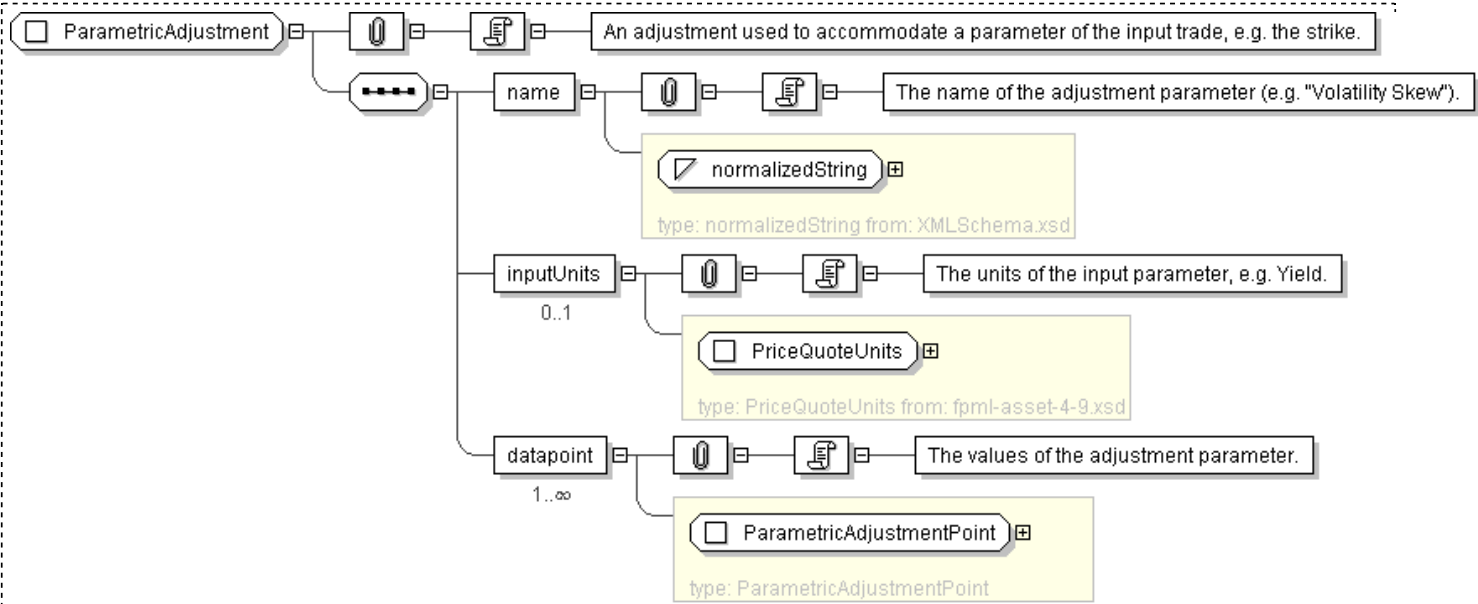 ParametricAdjustment
An adjustment used to accommodate a parameter of the input trade, e.g. the strike.
name
The name of the adjustment parameter (e.g. "Volatility Skew").
normalizedString
type: normalizedString from: XMLSchema.xsd
inputUnits
The units of the input parameter, e.g. Yield.
0..1
PriceQuoteUnits
type: PriceQuoteUnits from: fpml-asset-4-9.xsd
datapoint
The values of the adjustment parameter.
1..∞
ParametricAdjustmentPoint
type: ParametricAdjustmentPoint